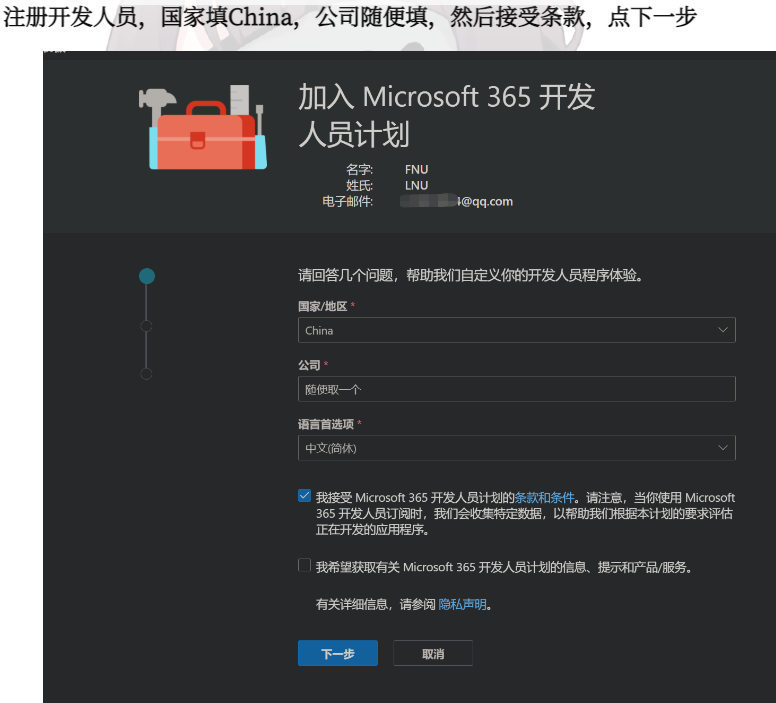 注册开发人员，国家填China，公司随便填，然后接受条款，点下一步
加入 Microsoft 365 开发
人员计划
名字: FNU
姓氏: LNU
电子邮件: @qq.com
请回答几个问题，帮助我们自定义你的开发人员程序体验。
国家/地区 *
China
公司 *
随便取一个
语言首选项 *
中文(简体)
我接受 Microsoft 365 开发人员计划的条款和条件。请注意，当你使用 Microsoft
365 开发人员订阅时，我们会收集特定数据，以帮助我们根据本计划的要求评估
正在开发的应用程序。
我希望获取有关 Microsoft 365 开发人员计划的信息、提示和产品/服务。
有关详细信息，请参阅 隐私声明。
下一步 取消